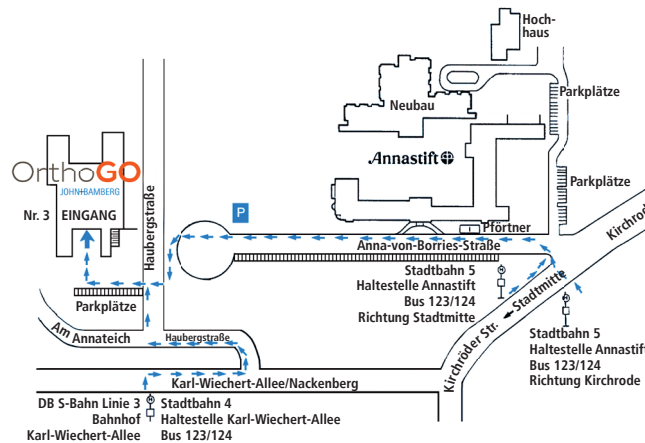 Hoch-
haus
Parkplätze
Neubau
Annastift
Parkplätze
OrthoGO
JOHN+BAMBERG
Nr. 3 EINGANG
Haubergstraße
P
Pförtner
Anna-von-Borries-Straße
Kirchröd
Stadtbahn 5
Haltestelle Annastift
Bus 123/124
Richtung Stadtmitte
H
Kirchröder Str.
Stadtmitte
H
Stadtbahn 5
Haltestelle Annastift
Bus 123/124
Richtung Kirchrode
Parkplätze
Am Annateich
Haubergstraße
Karl-Wiechert-Allee/Nackenberg
H
DB S-Bahn Linie 3
Bahnhof
Karl-Wiechert-Allee
Stadtbahn 4
Haltestelle Karl-Wiechert-Allee
Bus 123/124